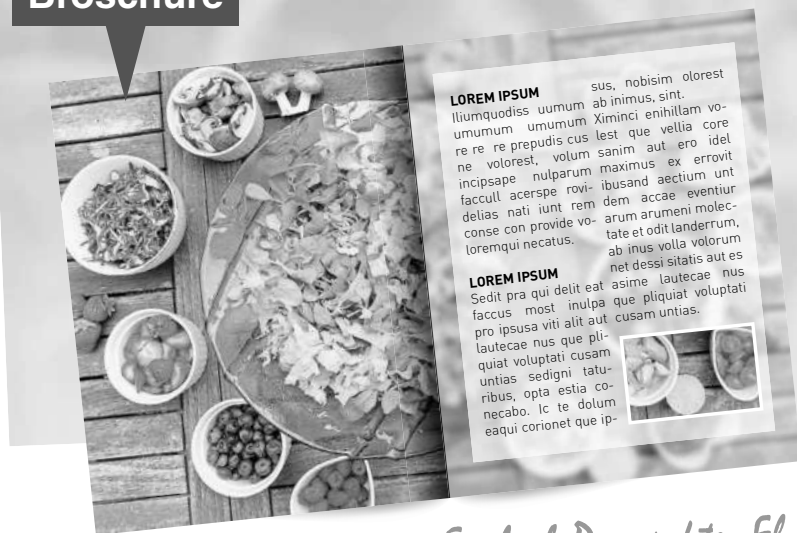 Broschüre
LOREM IPSUM
Iliumquodiss uumum
umumum umumum
re re re prepudis cus
ne volorest, volum
incipsape nulparum
faccull acerspe rovi-
delias nati iunt rem
conse con provide vo-
loremqui necatus.
LOREM IPSUM
Sedit pra qui delit eat
faccus most inulpa
pro ipsusa viti alit aut
lautecae nus que pli-
quiat voluptati cusam
untias sedigni tatu-
ribus, opta estia co-
necabo. Ic te dolum
eaqui corionet que ip-
sus, nobisim olorest
ab inimus, sint.
Ximinci enihillam vo-
lest que vellia core
sanim aut ero idel
maximus ex errovit
ibusand aectium unt
dem accae eventiur
arum arumeni molec-
tate et odit landerrum,
ab inus volla volorum
net dessi sitatis aut es
asime lautecae nus
que pliquiat voluptati
cusam untias.